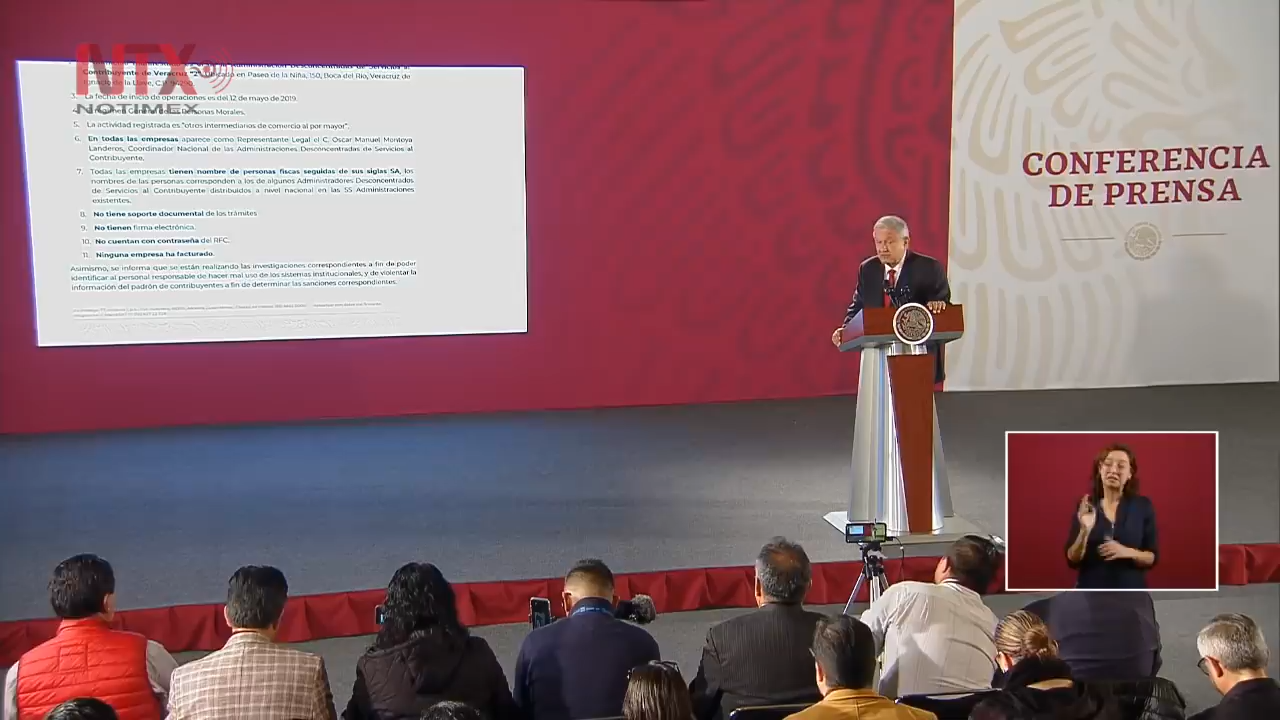 NTX
NOTIMEX
Contribuyente de Veracruz "2", ubicado en Paseo de la Niña, 150, Boca del Río, Veracruz de
Ignacio de la Llave, C.P.
3. La fecha de inicio de operaciones es del 12 de mayo de 2019.
Régimen General de las Personas Morales.
5. La actividad registrada es "otros intermediarios de comercio al por mayor".
6. En todas las empresas aparece como Representante Legal el C. Oscar Manuel Montoya
Landeros, Coordinador Nacional de las Administraciones Desconcentradas de Servicios al
Contribuyente.
7. Todas las empresas tienen nombre de personas fiscas seguidas de sus siglas SA, los
nombres de las personas corresponden a los de algunos Administradores Desconcentrados
de Servicios al Contribuyente distribuidos a nivel nacional en las 55 Administraciones
existentes.
8. No tiene soporte documental de los trámites
9. No tienen firma electrónica.
10. No cuentan con contraseña del RFC.
11. Ninguna empresa ha facturado.
Asimismo, se informa que se están realizando las investigaciones correspondientes a fin de poder
identificar al personal responsable de hacer mal uso de los sistemas institucionales, y de violentar la
información del padrón de contribuyentes a fin de determinar las sanciones correspondientes.
CONFERENCIA
DE PRENSA